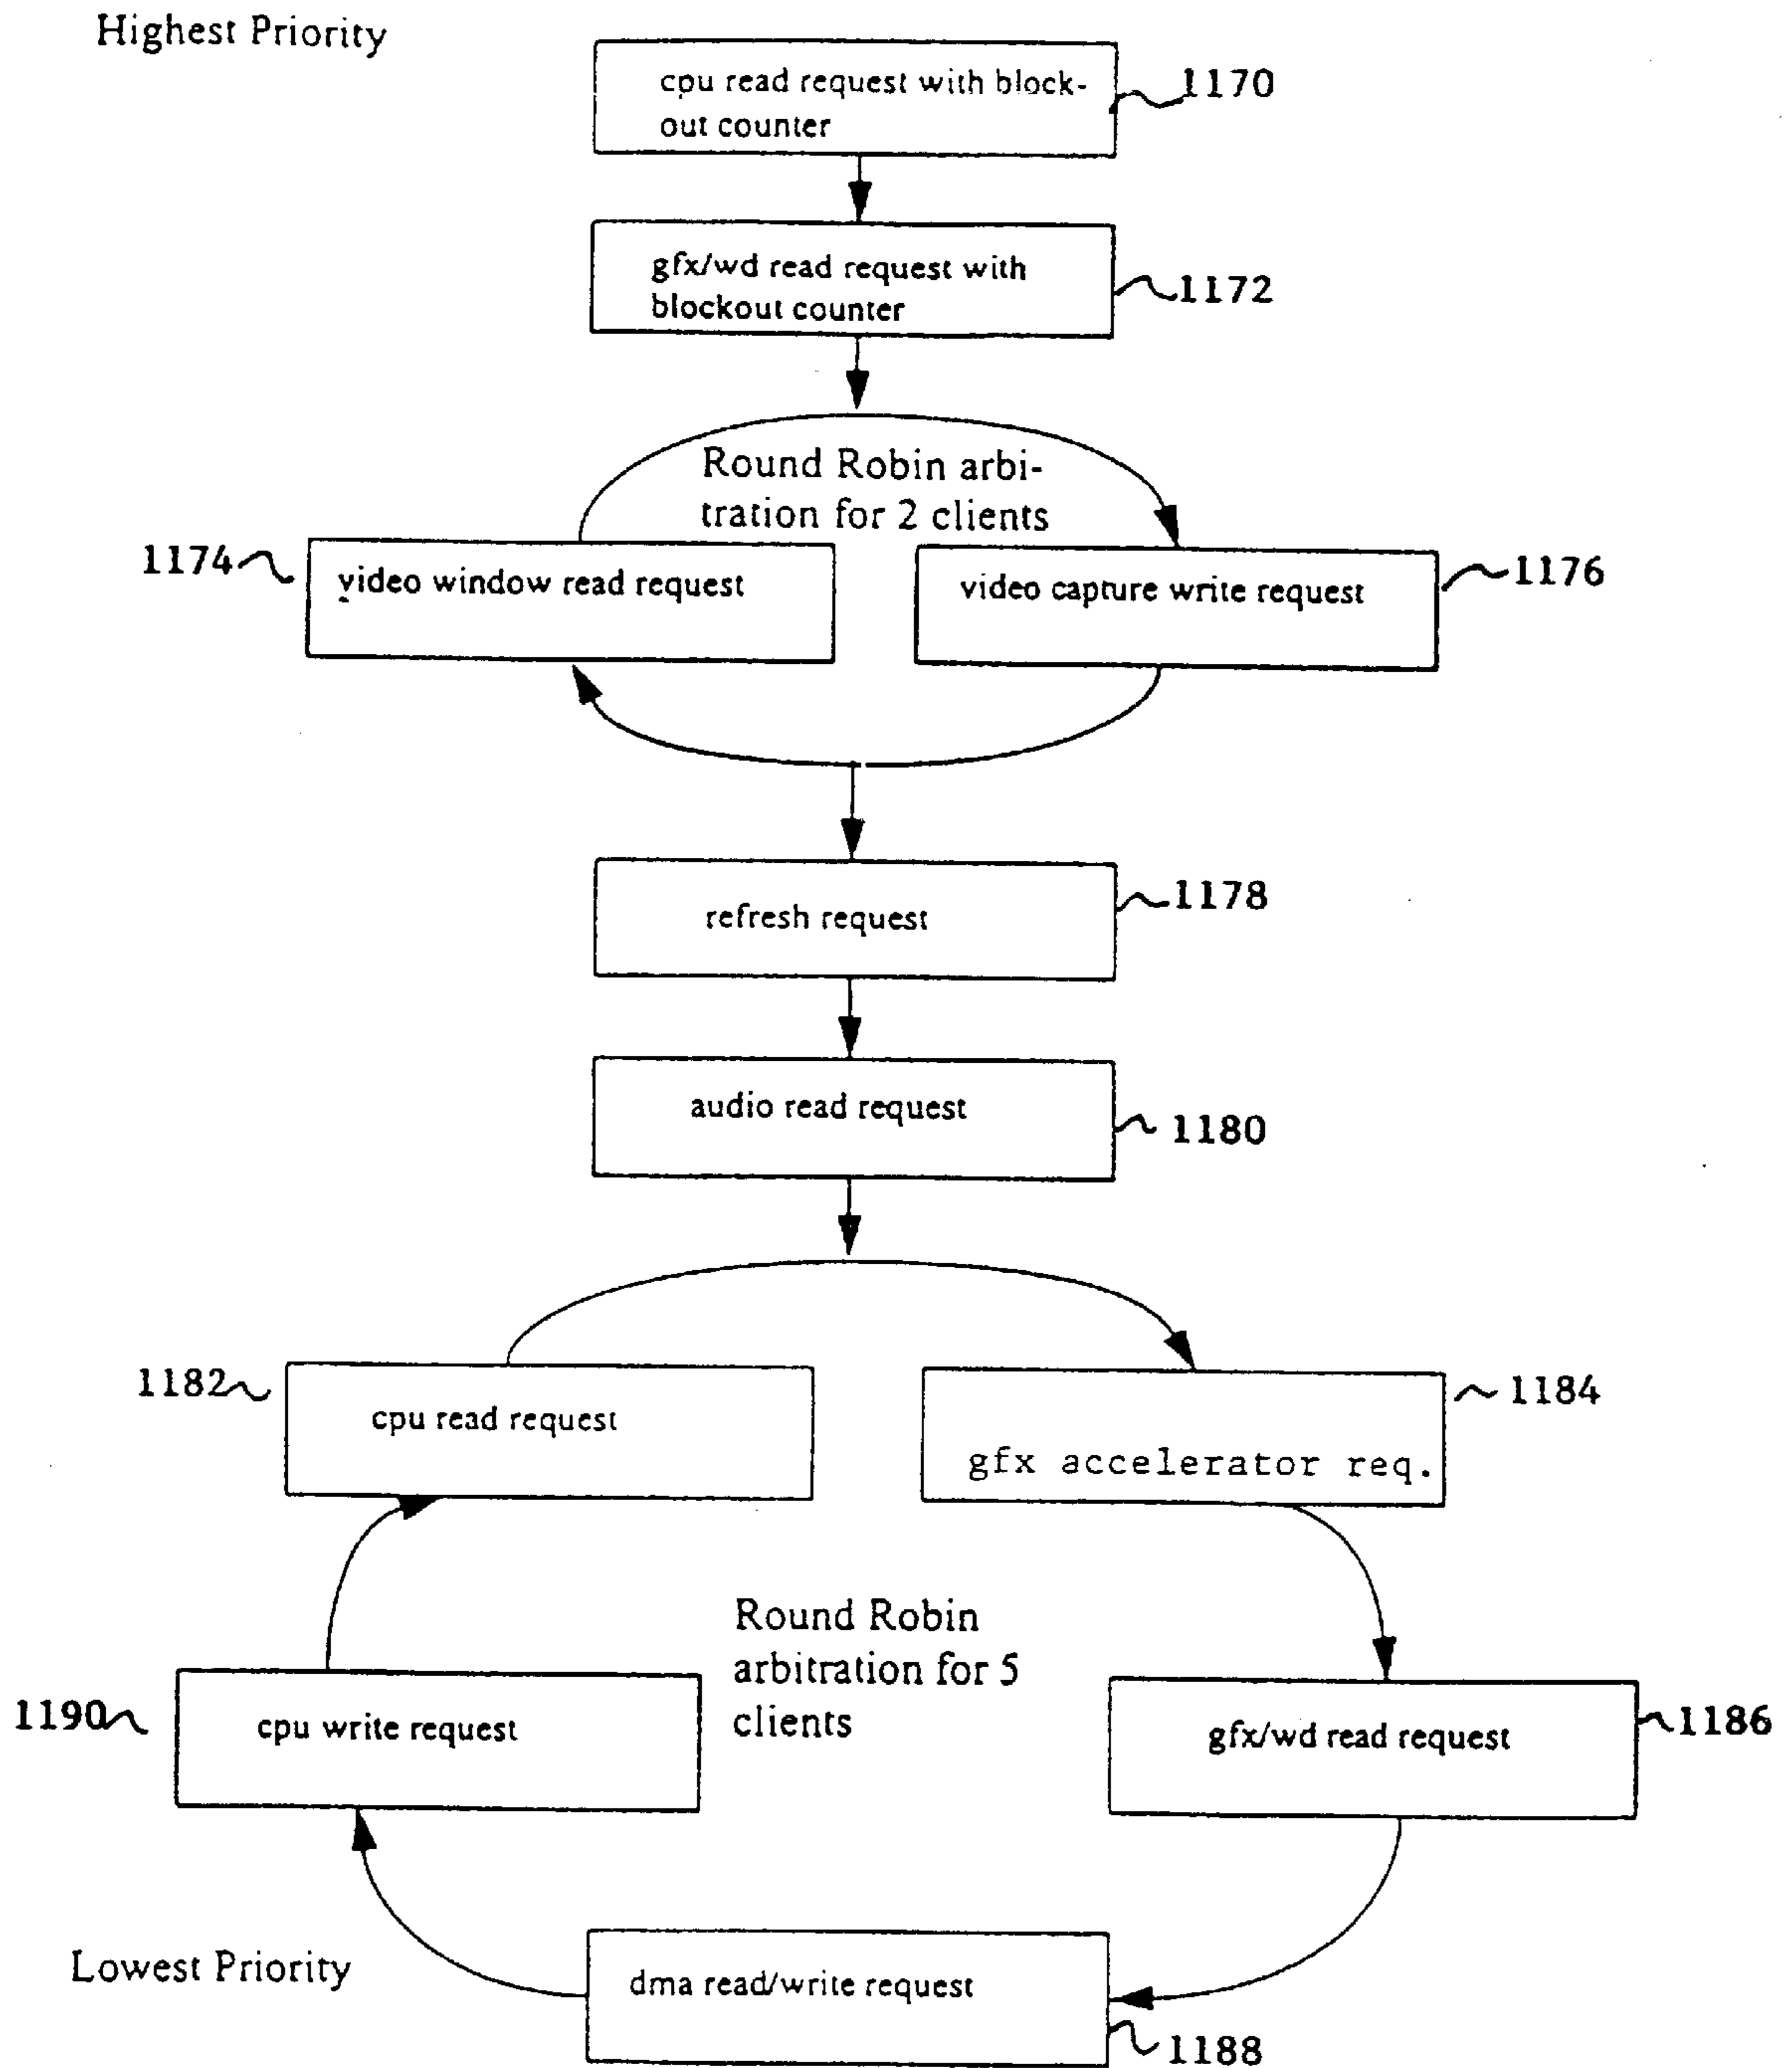 Highest Priority
cpu read request with block-
out counter
1170
gfx/wd read request with
blockout counter
1172
Round Robin arbi-
tration for 2 clients
1174
video window read request
video capture write request
1176
refresh request
1178
audio read request
1180
1182
cpu read request
gfx accelerator req.
1184
Round Robin
arbitration for 5
clients
1190
cpu write request
gfx/wd read request
1186
Lowest Priority
dma read/write request
1188